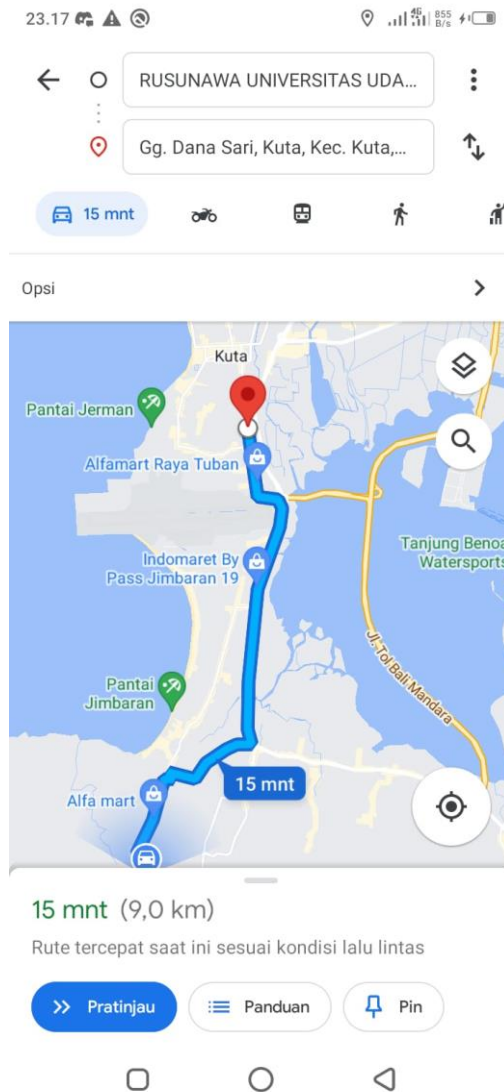 23.17
4G 855 B/s
RUSUNAWA UNIVERSITAS UDA...
Gg. Dana Sari, Kuta, Kec. Kuta,...
15 mnt
Opsi
Kuta
Pantai Jerman
Alfamart Raya Tuban
Indomaret By
Pass Jimbaran 19
Tanjung Benoa
Watersports
Jl. Tol Bali Mandara
Pantai
Jimbaran
15 mnt
Alfa mart
15 mnt (9,0 km)
Rute tercepat saat ini sesuai kondisi lalu lintas
Pratinjau
Panduan
Pin